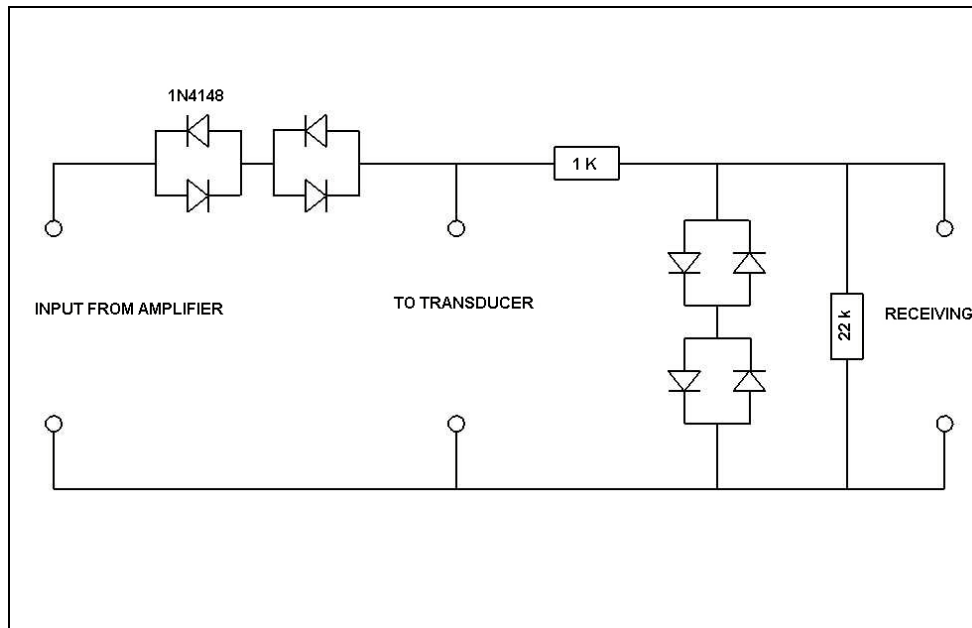 1N4148
1 K
INPUT FROM AMPLIFIER
TO TRANSDUCER
22 k
RECEIVING